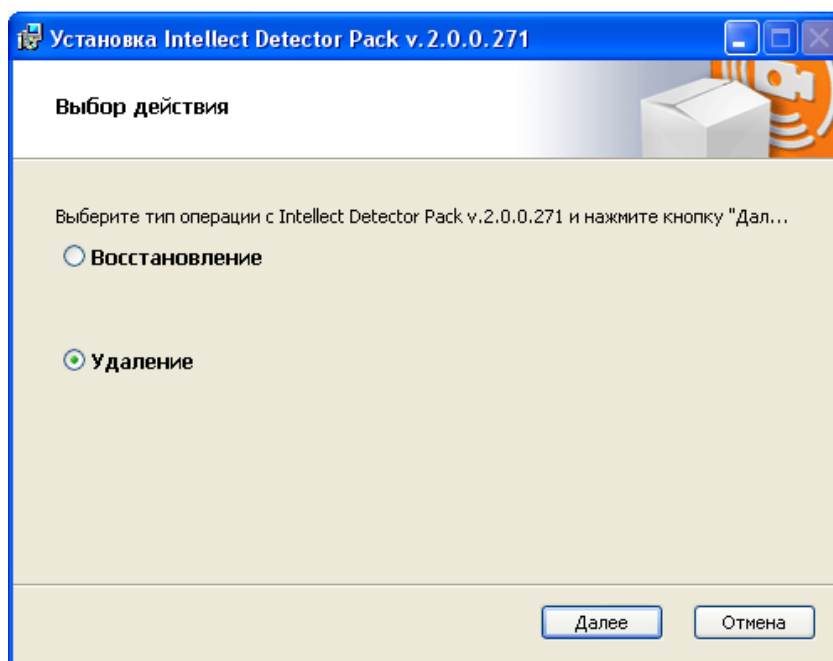 Установка Intellect Detector Pack v.2.0.0.271
Выбор действия
Выберите тип операции с Intellect Detector Pack v.2.0.0.271 и нажмите кнопку "Дал...
Восстановление
Удаление
Далее
Отмена